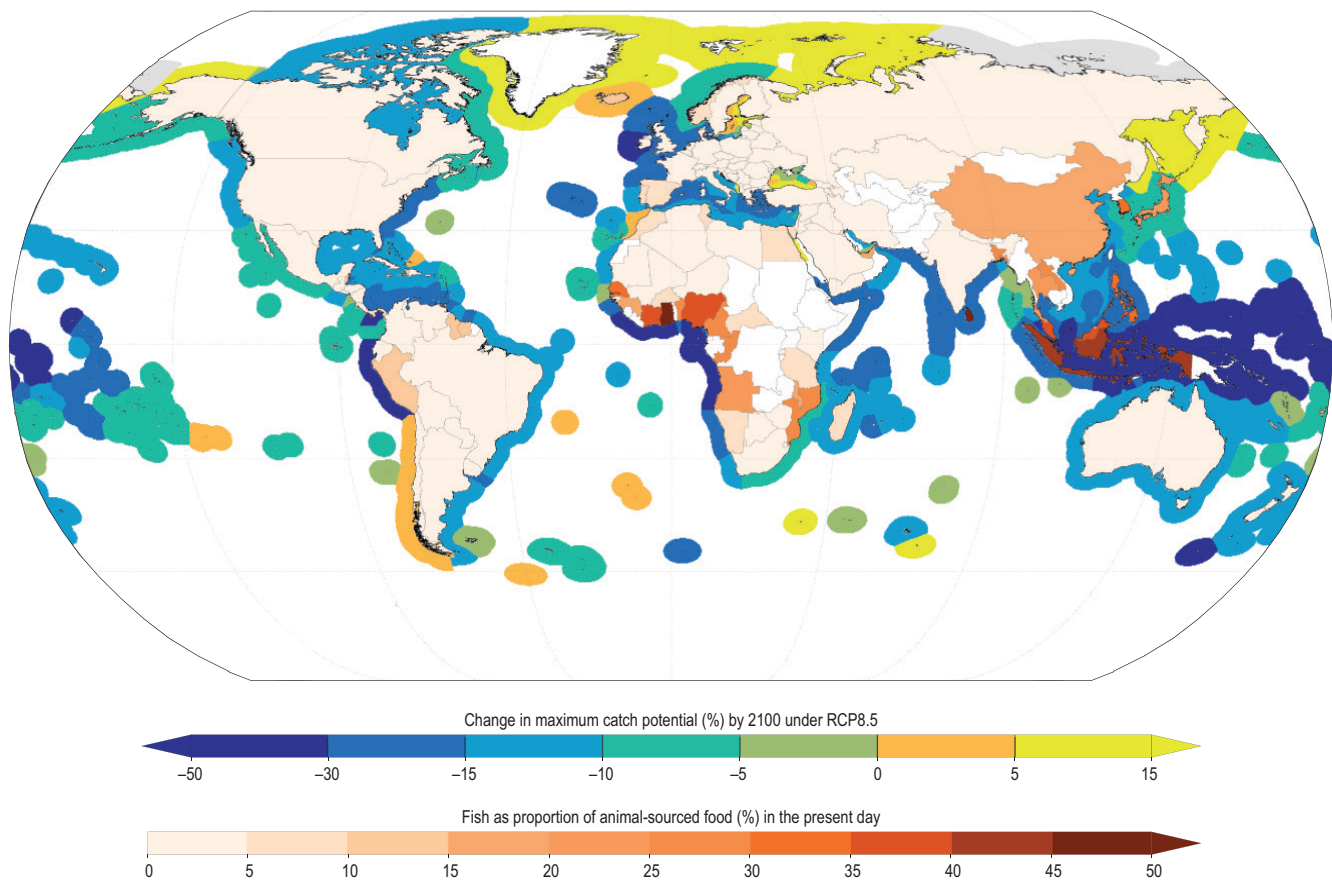 Change in maximum catch potential (%) by 2100 under RCP8.5
–50 –30 –15 –10 –5 0 5 15
Fish as proportion of animal-sourced food (%) in the present day
0 5 10 15 20 25 30 35 40 45 50